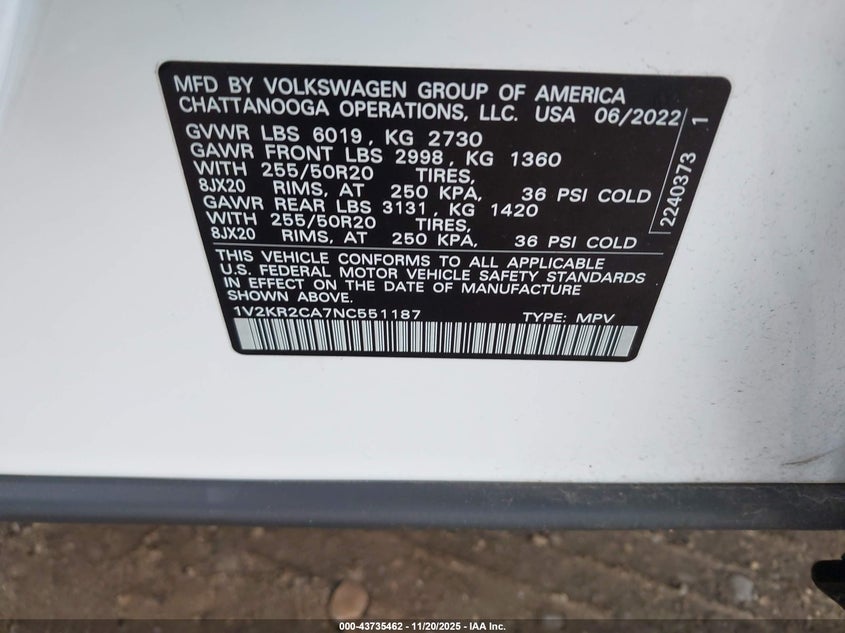 MFD BY VOLKSWAGEN GROUP OF AMERICA
CHATTANOOGA OPERATIONS, LLC. USA 06/2022
GVWR LBS 6019, KG 2730
GAWR FRONT LBS 2998, KG 1360
WITH 255/50R20 TIRES,
8JX20 RIMS, AT 250 KPA, 36 PSI COLD
GAWR REAR LBS 3131, KG 1420
WITH 255/50R20 TIRES,
8JX20 RIMS, AT 250 KPA, 36 PSI COLD
2240373 1
THIS VEHICLE CONFORMS TO ALL APPLICABLE
U.S. FEDERAL MOTOR VEHICLE SAFETY STANDARDS
IN EFFECT ON THE DATE OF MANUFACTURE
SHOWN ABOVE.
1V2KR2CA7NC551187 TYPE: MPV
000-43735462 - 11/20/2025 - IAA Inc.